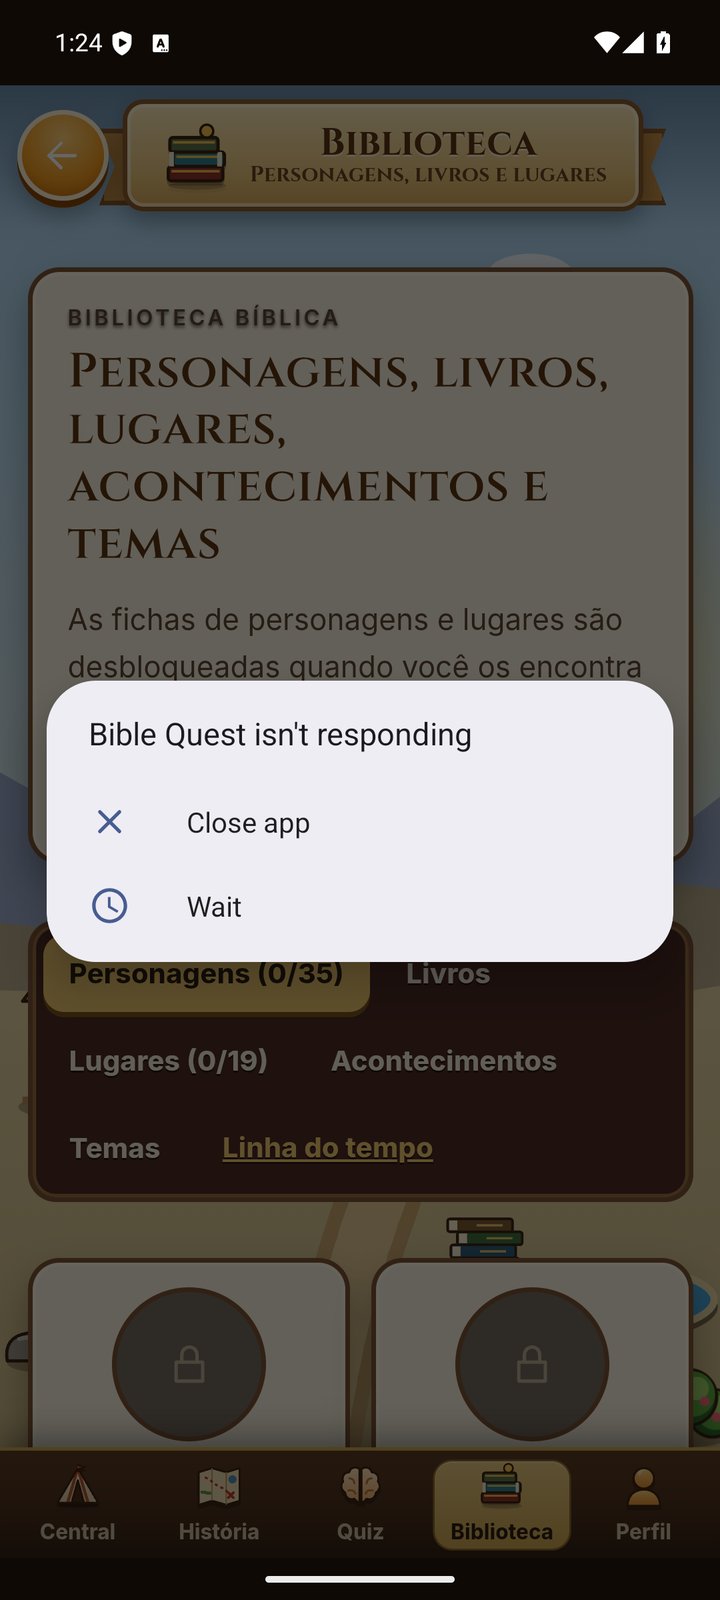 1:24
Biblioteca
Personagens, livros e lugares
BIBLIOTECA BÍBLICA
Personagens, livros,
lugares,
acontecimentos e
temas
As fichas de personagens e lugares são
desbloqueadas quando você os encontra
Bible Quest isn't responding
Close app
Wait
Personagens (0/35) Livros
Lugares (0/19) Acontecimentos
Temas Linha do tempo
Central História Quiz Biblioteca Perfil